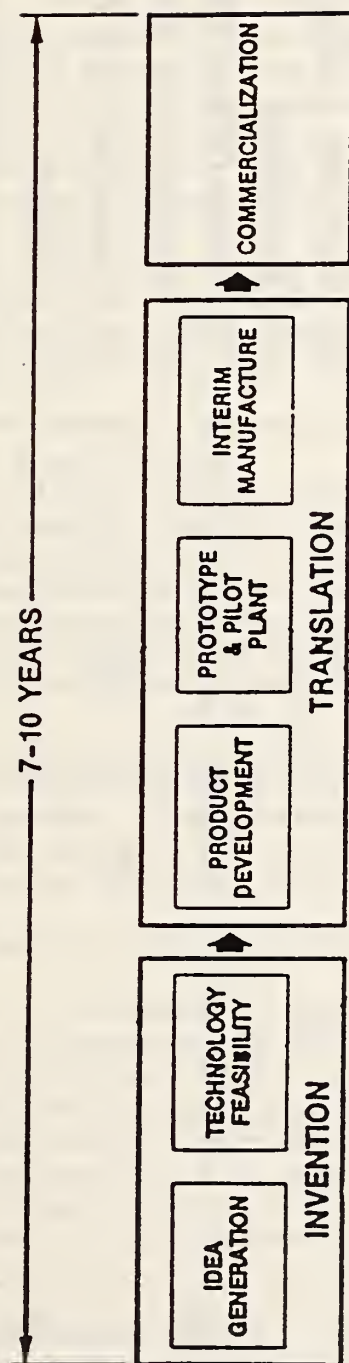 7-10 YEARS
IDEA
GENERATION
TECHNOLOGY
FEASIBILITY
INVENTION
PRODUCT
DEVELOPMENT
PROTOTYPE
& PILOT
PLANT
INTERIM
MANUFACTURE
TRANSLATION
COMMERCIALIZATION